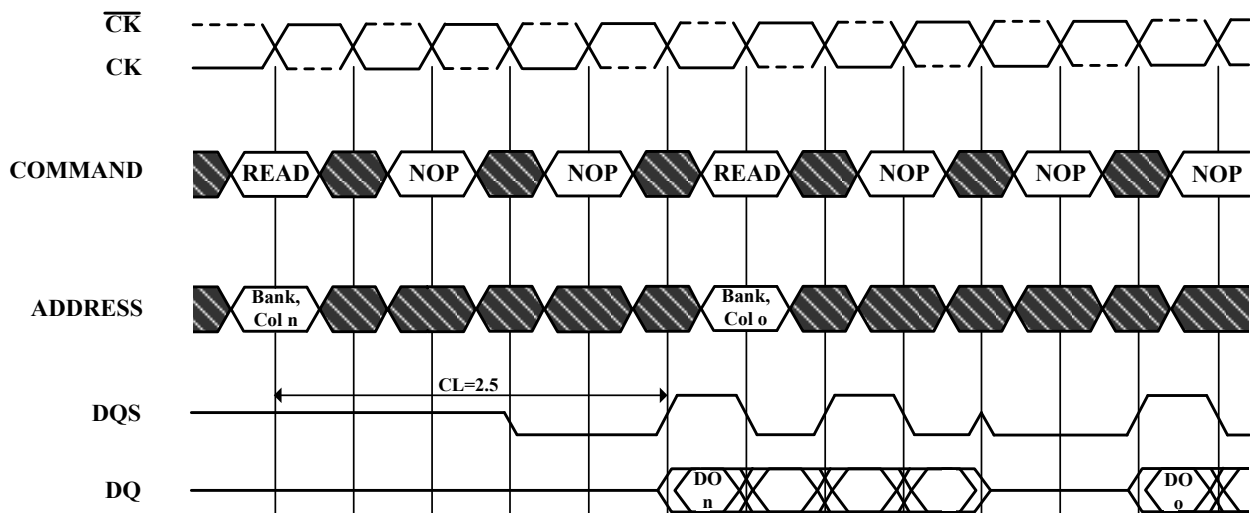 CK
CK
COMMAND
READ NOP NOP READ NOP NOP NOP
ADDRESS
Bank,
Col n
Bank,
Col o
CL=2.5
DQS
DQ
DO
n
DO
o